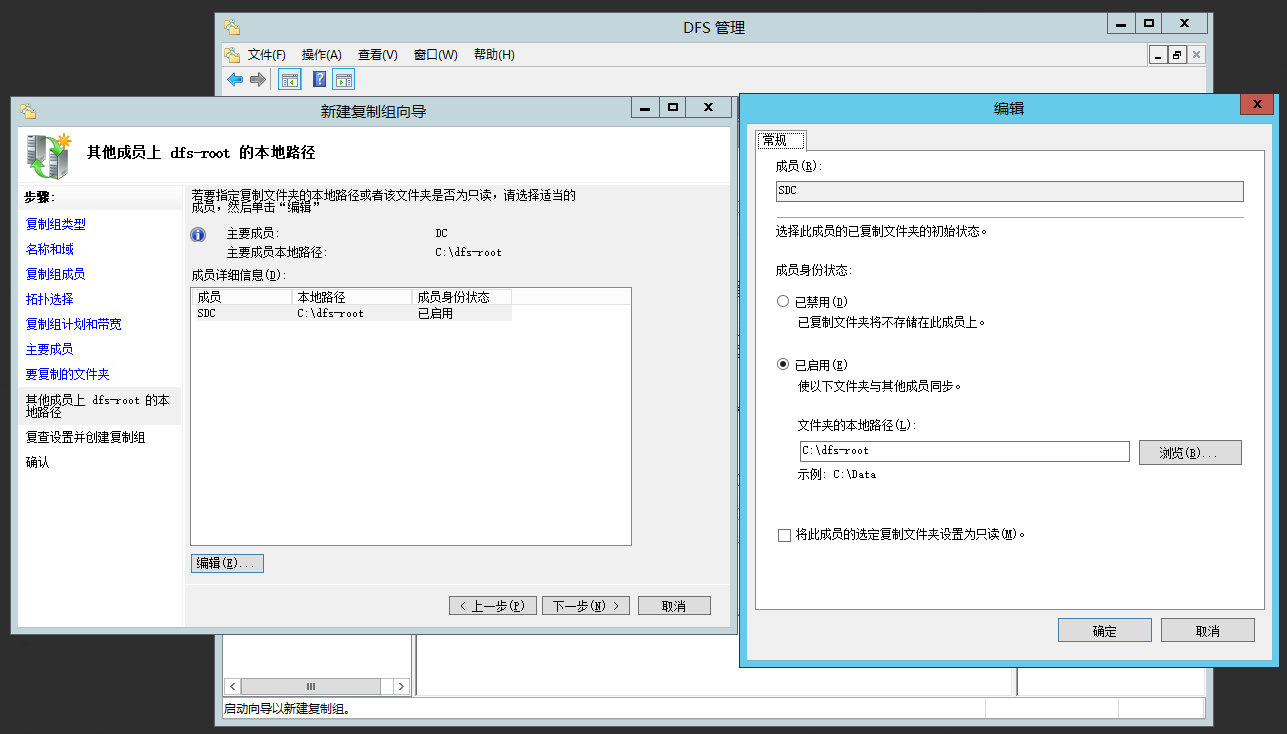 DFS 管理
文件(F) 操作(A) 查看(V) 窗口(W) 帮助(H)
新建复制组向导
其他成员上 dfs-root 的本地路径
步骤:
复制组类型
名称和域
复制组成员
拓扑选择
复制组计划和带宽
主要成员
要复制的文件夹
其他成员上 dfs-root 的本
地路径
复查设置并创建复制组
确认
若要指定复制文件夹的本地路径或者该文件夹是否为只读，请选择适当的
成员，然后单击“编辑”
主要成员: DC
主要成员本地路径: C:\dfs-root
成员详细信息(D):
成员 本地路径 成员身份状态
SDC C:\dfs-root 已启用
编辑(E)...
< 上一步(P) 下一步(N) > 取消
编辑
常规
成员(R):
SDC
选择此成员的已复制文件夹的初始状态。
成员身份状态:
已禁用(D)
已复制文件夹将不存储在此成员上。
已启用(E)
使以下文件夹与其他成员同步。
文件夹的本地路径(L):
C:\dfs-root
浏览(B)...
示例: C:\Data
将此成员的选定复制文件夹设置为只读(M)。
确定 取消
启动向导以新建复制组。